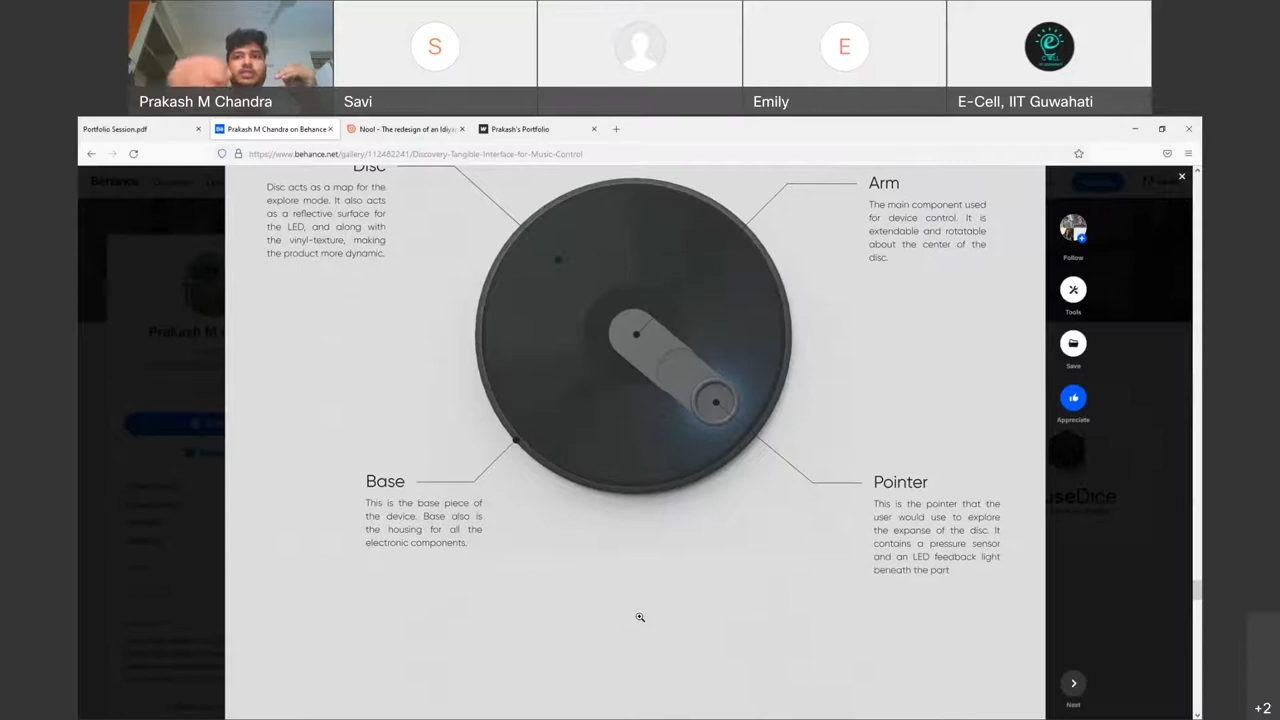 S
E
Prakash M Chandra
Savi
Emily
E-Cell, IIT Guwahati
Portfolio Session.pdf
Bē
Prakash M Chandra on Behance
Nool - The redesign of an Idiya
W
Prakash's Portfolio
https://www.behance.net/gallery/112482241/Discovery-Tangible-Interface-for-Music-Control
Disc
Disc acts as a map for the
explore mode. It also acts
as a reflective surface for
the LED, and along with
the vinyl-texture, making
the product more dynamic.
Arm
The main component used
for device control. It is
extendable and rotatable
about the center of the
disc.
Base
This is the base piece of
the device. Base also is
the housing for all the
electronic components.
Pointer
This is the pointer that the
user would use to explore
the expanse of the disc. It
contains a pressure sensor
and an LED feedback light
beneath the part
Follow
Tools
Save
Appreciate
Next
Behance
Prakash M
useDice
+2